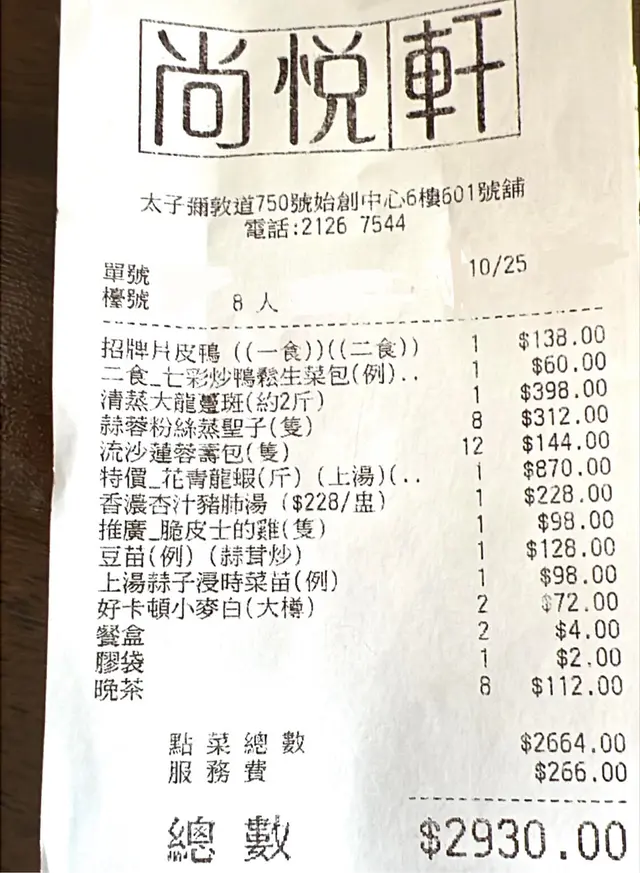 尚悦軒
太子彌敦道750號始創中心6樓601號舖
電話:2126 7544
單號 10/25
檯號 8 人
招牌片皮鴨 ((一食))((二食)) 1 $138.00
二食_七彩炒鴨鬆生菜包(例).. 1 $60.00
清蒸大龍躉斑(約2斤) 1 $398.00
蒜蓉粉絲蒸聖子(隻) 8 $312.00
流沙蓮蓉壽包(隻) 12 $144.00
特價_花青龍蝦(斤) (上湯)(.. 1 $870.00
香濃杏汁豬肺湯 ($228/盅) 1 $228.00
推廣_脆皮士的雞(隻) 1 $98.00
豆苗(例) (蒜茸炒) 1 $128.00
上湯蒜子浸時菜苗(例) 1 $98.00
好卡頓小麥白(大樽) 2 $72.00
餐盒 2 $4.00
膠袋 1 $2.00
晚茶 8 $112.00
點菜總數 $2664.00
服務費 $266.00
總數 $2930.00